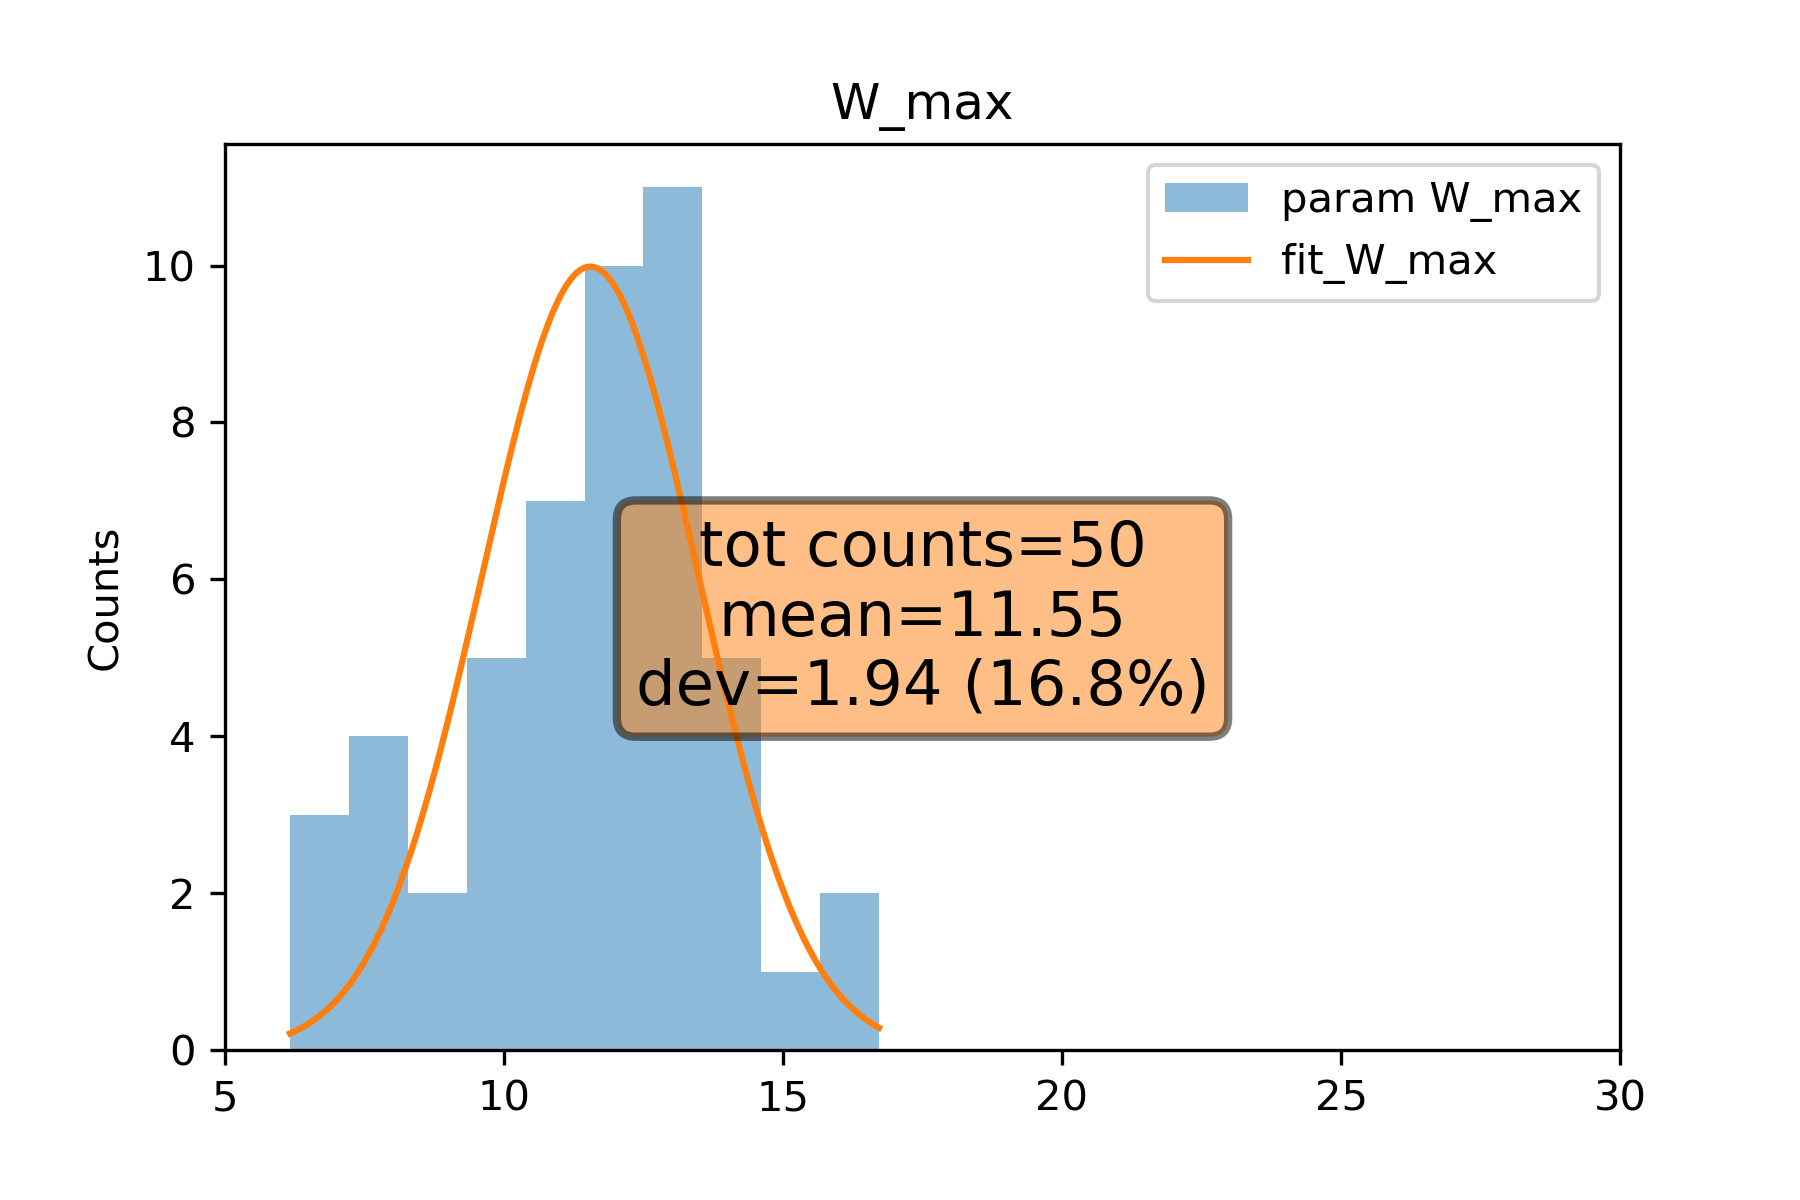 W_max
param W_max
fit_W_max
Counts
10
8
6
4
2
0
tot counts=50
mean=11.55
dev=1.94 (16.8%)
5 10 15 20 25 30